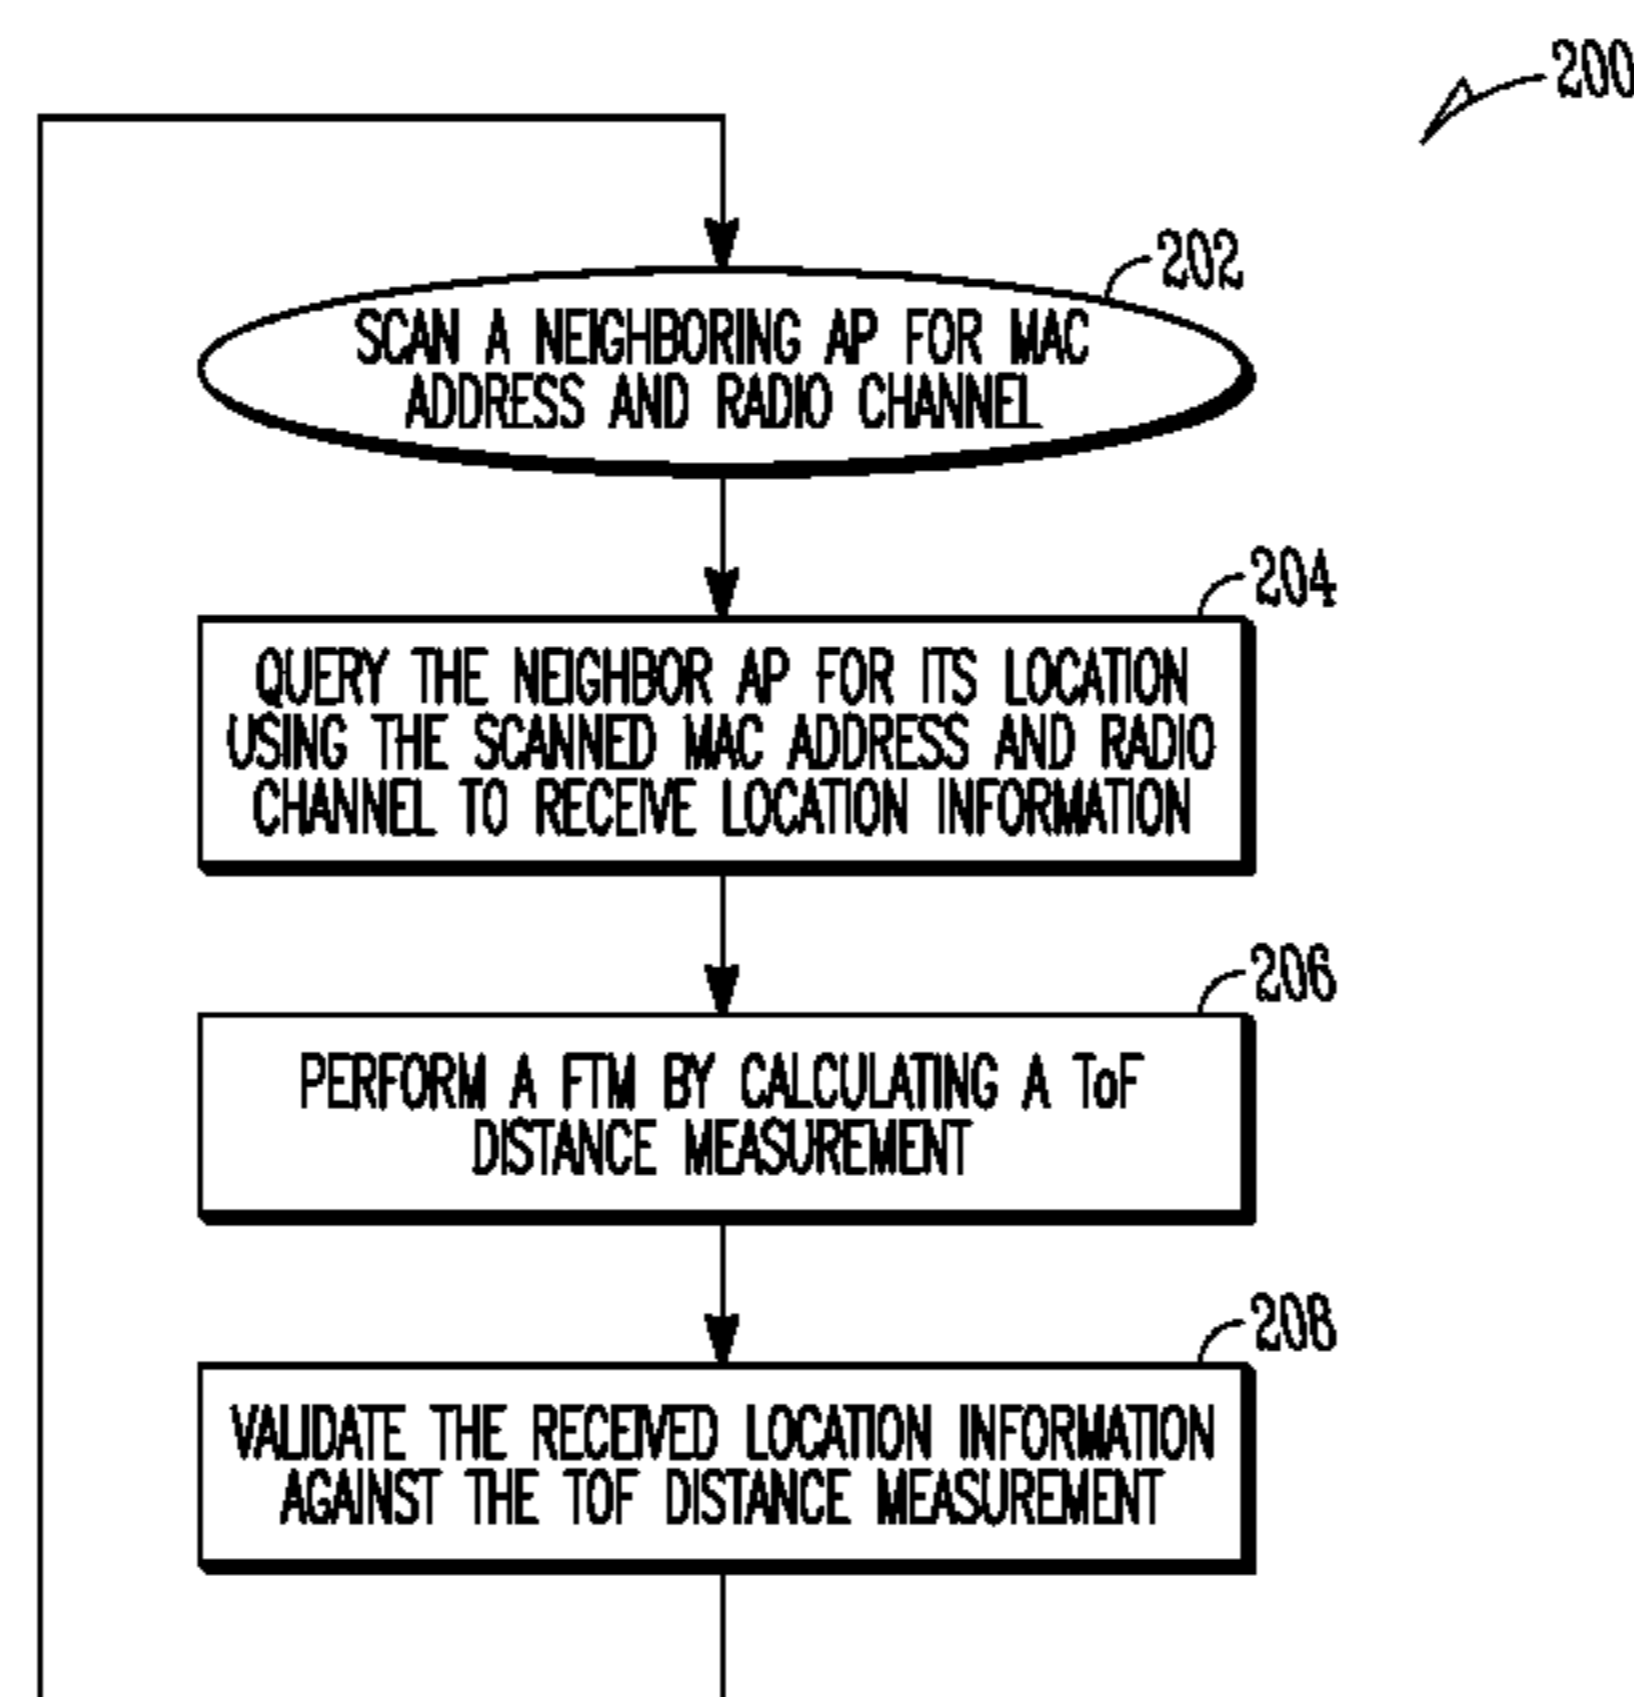 200
202
SCAN A NEIGHBORING AP FOR MAC
ADDRESS AND RADIO CHANNEL
204
QUERY THE NEIGHBOR AP FOR ITS LOCATION
USING THE SCANNED MAC ADDRESS AND RADIO
CHANNEL TO RECEIVE LOCATION INFORMATION
206
PERFORM A FTM BY CALCULATING A ToF
DISTANCE MEASUREMENT
208
VALIDATE THE RECEIVED LOCATION INFORMATION
AGAINST THE TOF DISTANCE MEASUREMENT